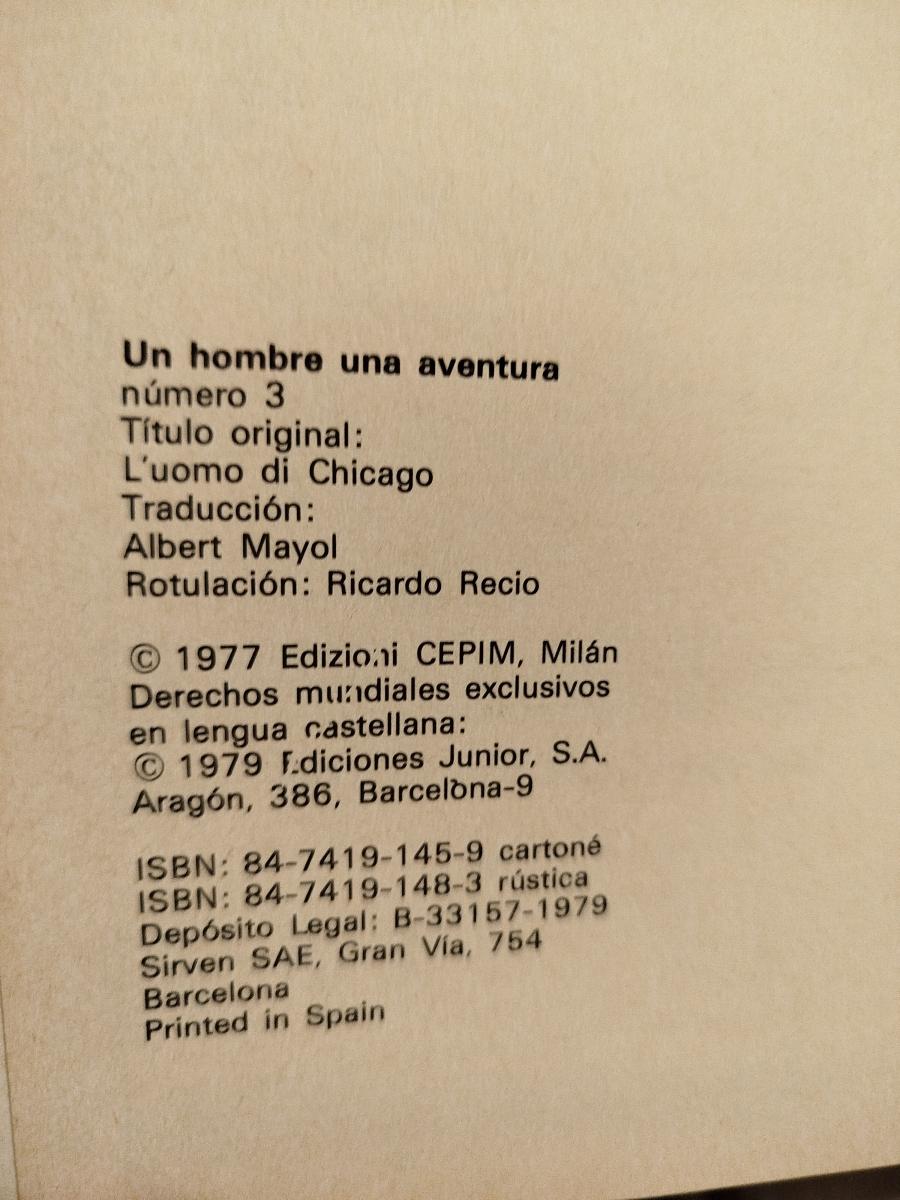 Un hombre una aventura
número 3
Título original:
L'uomo di Chicago
Traducción:
Albert Mayol
Rotulación: Ricardo Recio
© 1977 Edizioni CEPIM, Milán
Derechos mundiales exclusivos
en lengua castellana:
© 1979 Ediciones Junior, S.A.
Aragón, 386, Barcelona-9
ISBN: 84-7419-145-9 cartoné
ISBN: 84-7419-148-3 rústica
Depósito Legal: B-33157-1979
Sirven SAE, Gran Vía, 754
Barcelona
Printed in Spain